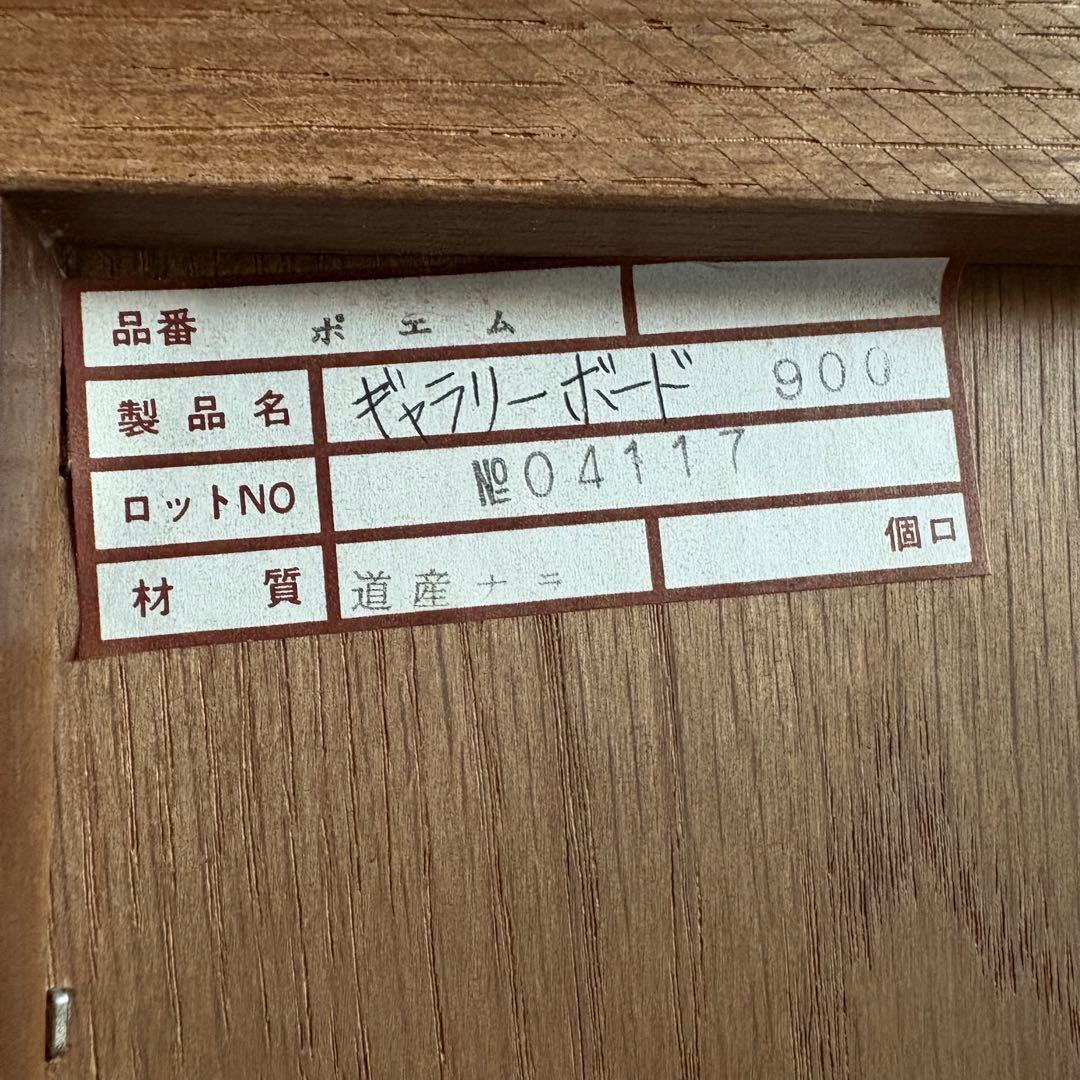 品番 ポエム
製品名 ギャラリーボード 900
ロットNO №04117
材質 道産ナラ 個口